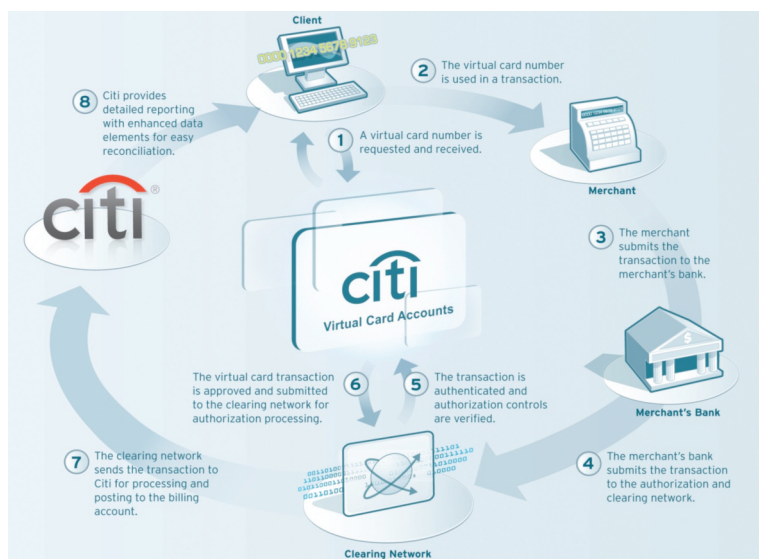 Client
0000 1234 5678 9123
2
The virtual card number
is used in a transaction.
8
Citi provides
detailed reporting
with enhanced data
elements for easy
reconciliation.
1
A virtual card number is
requested and received.
Merchant
citi®
3
The merchant
submits the
transaction to the
merchant's bank.
citi
Virtual Card Accounts
$
Merchant's Bank
The virtual card transaction
is approved and submitted
to the clearing network for
authorization processing.
6
5
The transaction is
authenticated and
authorization controls
are verified.
7
The clearing network
sends the transaction to
Citi for processing and
posting to the billing
account.
4
The merchant's bank
submits the transaction
to the authorization and
clearing network.
Clearing Network